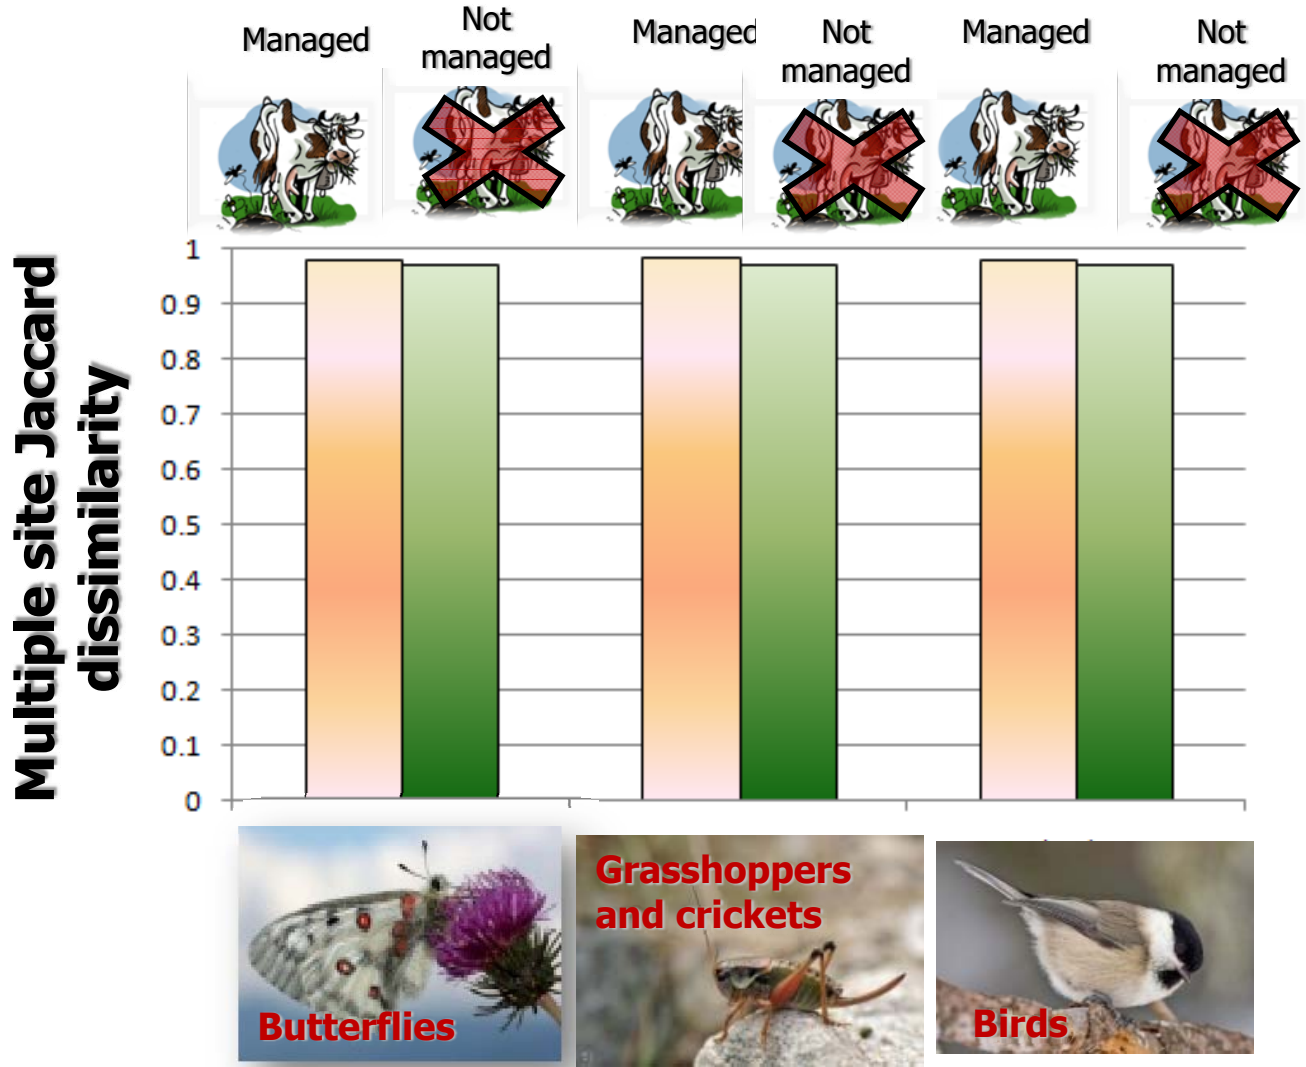 Managed
Not
managed
Managed
Not
managed
Managed
Not
managed
Multiple site Jaccard
dissimilarity
1
0.9
0.8
0.7
0.6
0.5
0.4
0.3
0.2
0.1
0
Butterflies
Grasshoppers
and crickets
Birds